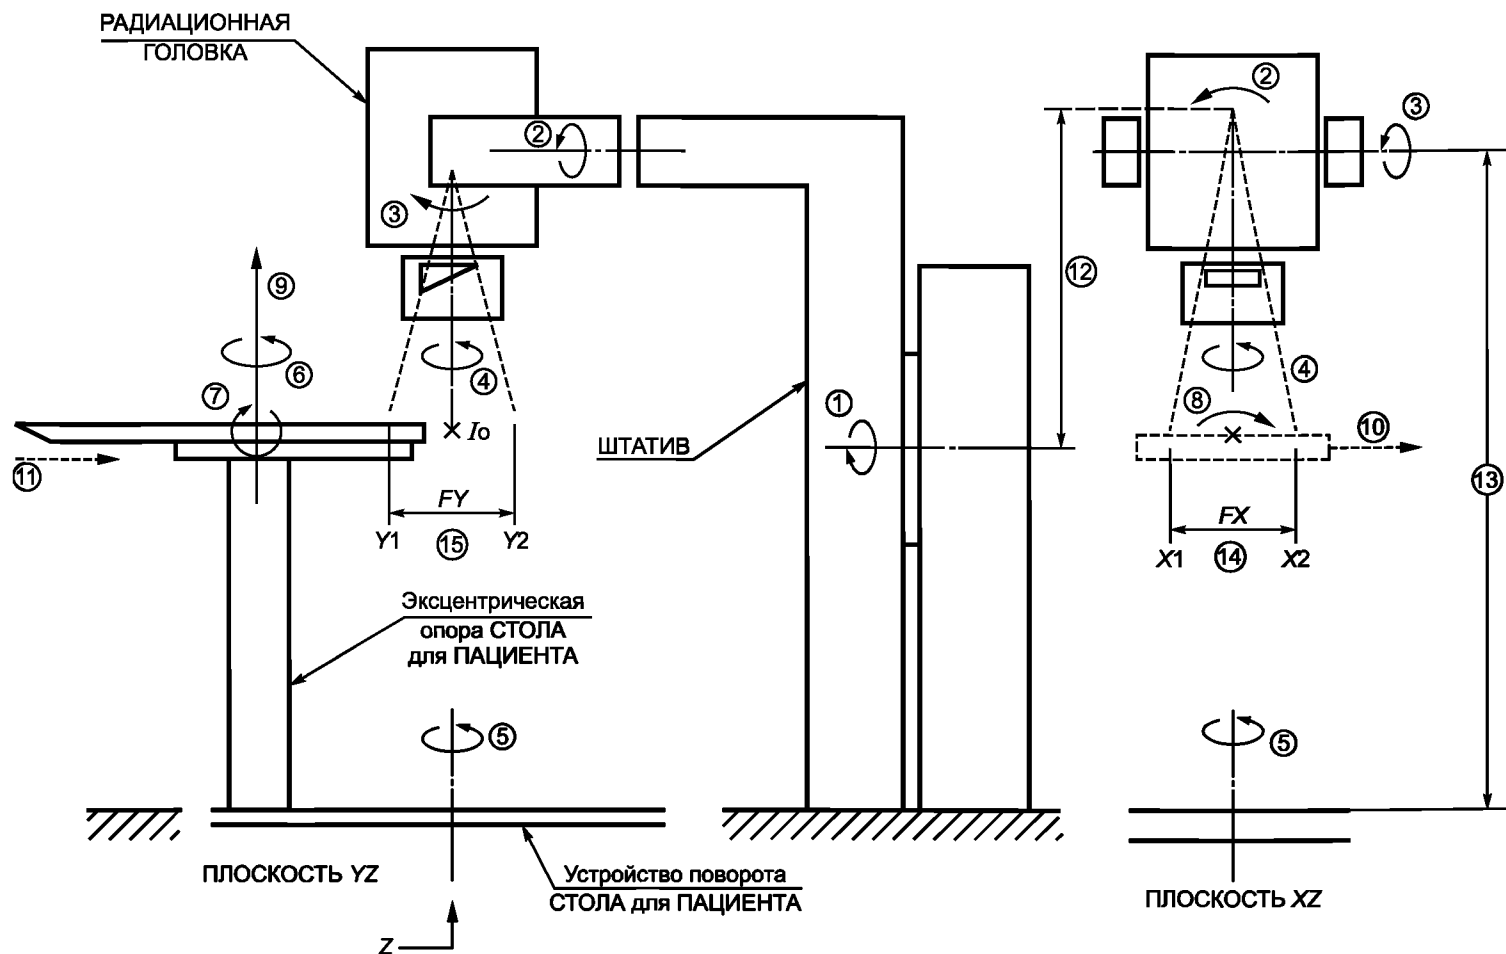 РАДИАЦИОННАЯ
ГОЛОВКА
2
3
4
9
6
7
11
Io
FY
Y1
15
Y2
ШТАТИВ
1
Эксцентрическая
опора СТОЛА
для ПАЦИЕНТА
5
ПЛОСКОСТЬ YZ
Устройство поворота
СТОЛА для ПАЦИЕНТА
Z
2
3
12
4
8
10
13
FX
X1
14
X2
5
ПЛОСКОСТЬ XZ